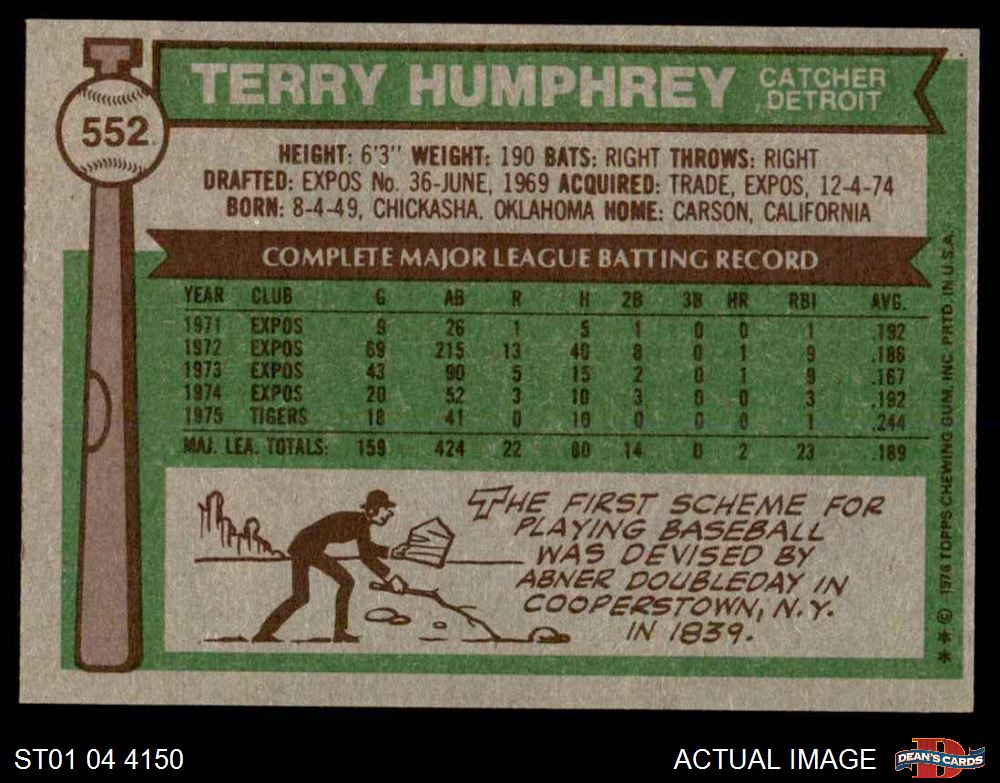 TERRY HUMPHREY CATCHER DETROIT
552
HEIGHT: 6'3" WEIGHT: 190 BATS: RIGHT THROWS: RIGHT
DRAFTED: EXPOS No. 36-JUNE, 1969 ACQUIRED: TRADE, EXPOS, 12-4-74
BORN: 8-4-49, CHICKASHA, OKLAHOMA HOME: CARSON, CALIFORNIA
COMPLETE MAJOR LEAGUE BATTING RECORD
YEAR CLUB G AB R H 2B 3B HR RBI AVG.
1971 EXPOS 9 26 1 5 1 0 0 1 .192
1972 EXPOS 69 215 13 40 8 0 1 9 .186
1973 EXPOS 43 90 5 15 2 0 1 9 .167
1974 EXPOS 20 52 3 10 3 0 0 3 .192
1975 TIGERS 18 41 0 10 0 0 0 1 .244
MAJ. LEA. TOTALS: 159 424 22 80 14 0 2 23 .189
THE FIRST SCHEME FOR
PLAYING BASEBALL
WAS DEVISED BY
ABNER DOUBLEDAY IN
COOPERSTOWN, N.Y.
IN 1839.
** © 1976 TOPPS CHEWING GUM, INC. PRTD. IN U.S.A.
ST01 04 4150
ACTUAL IMAGE
D
DEAN'S CARDS